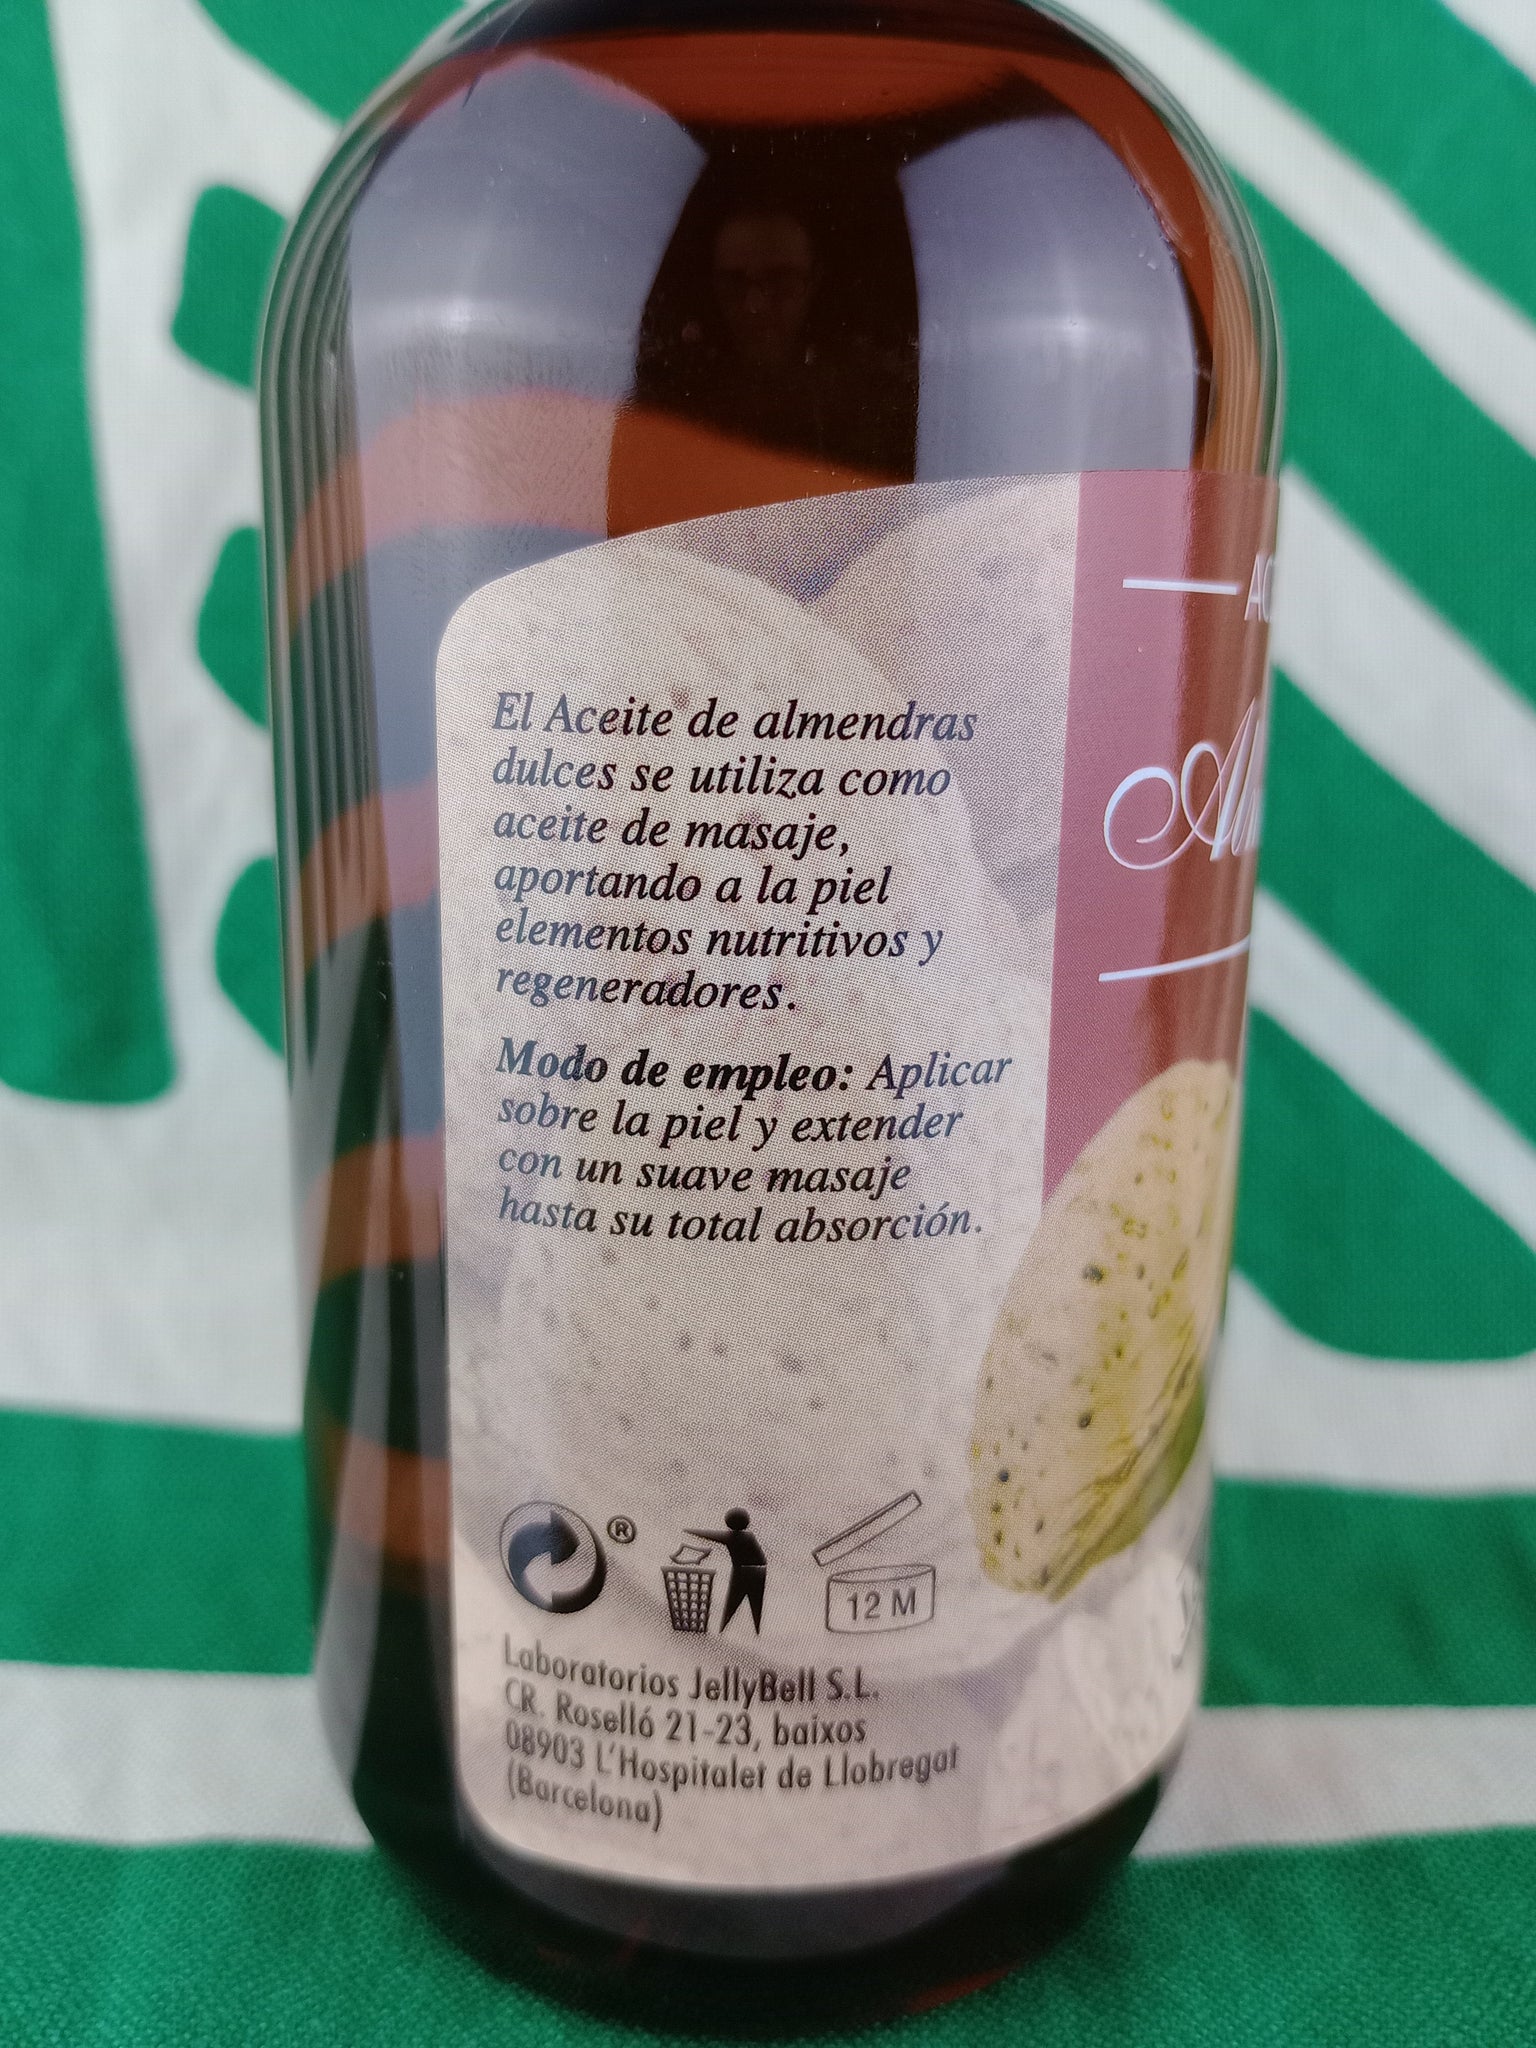 El Aceite de almendras
dulces se utiliza como
aceite de masaje,
aportando a la piel
elementos nutritivos y
regeneradores.
Modo de empleo: Aplicar
sobre la piel y extender
con un suave masaje
hasta su total absorción.
®
12 M
Laboratorios JellyBell S.L.
CR. Roselló 21-23, baixos
08903 L'Hospitalet de Llobregat
(Barcelona)